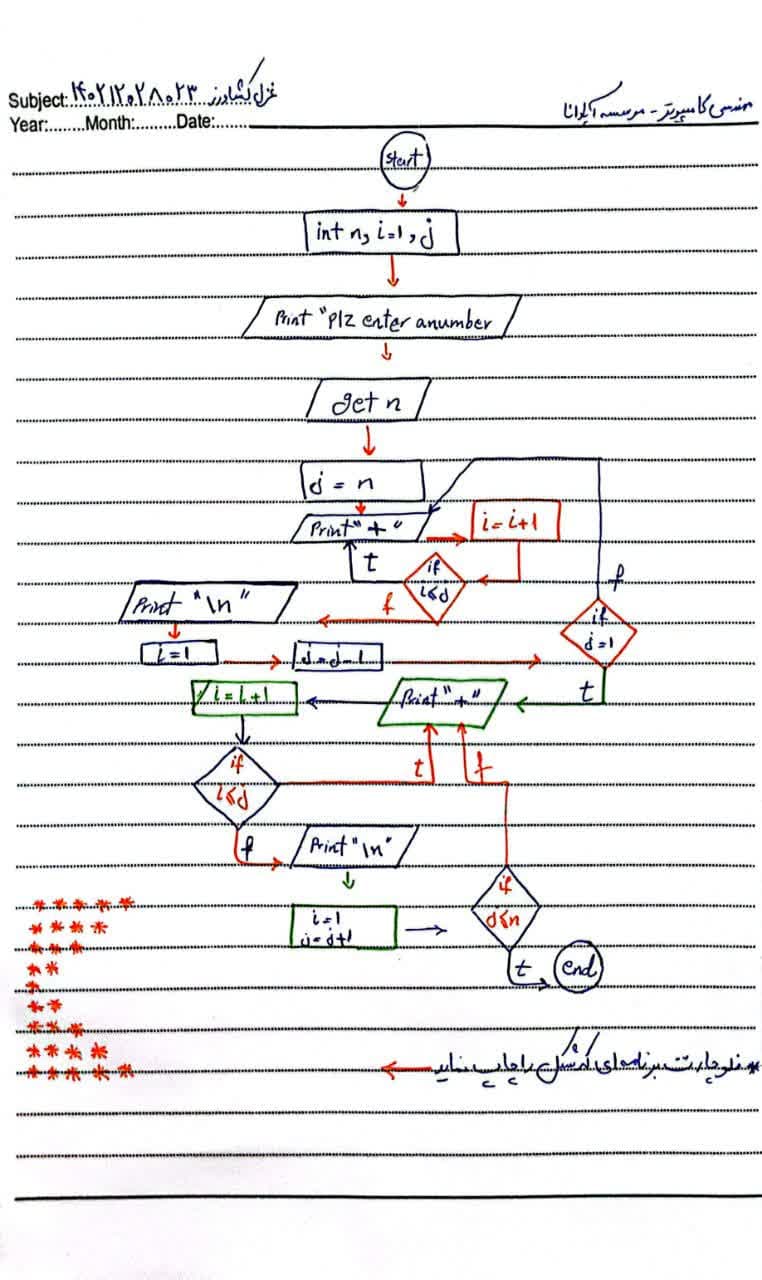 Subject: ۱۴۰۲۱۲۰۲۸۰۲۳ غزل کشاورز
مهندسی کامپیوتر - موسسه آپادانا
Year:........Month:........Date:.......
start
int n, i=1, j
Print "Plz enter anumber
get n
j = n
Print "+"
i = i+1
t
if
i≤j
f
f
Print "\n"
if
j=1
i=1
j=j-1
t
i=i+1
Print "+"
if
i≤j
t
f
f
Print "\n"
if
j≤n
i=1
j=j+1
t
end
* * * * *
* * * *
* * *
* *
*
* *
* * *
* * * *
* * * * *
* فلوچارت برنامه‌ای که شکل را چاپ نماید